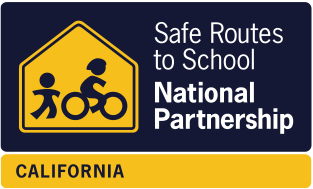 Safe Routes
to School
National
Partnership
CALIFORNIA